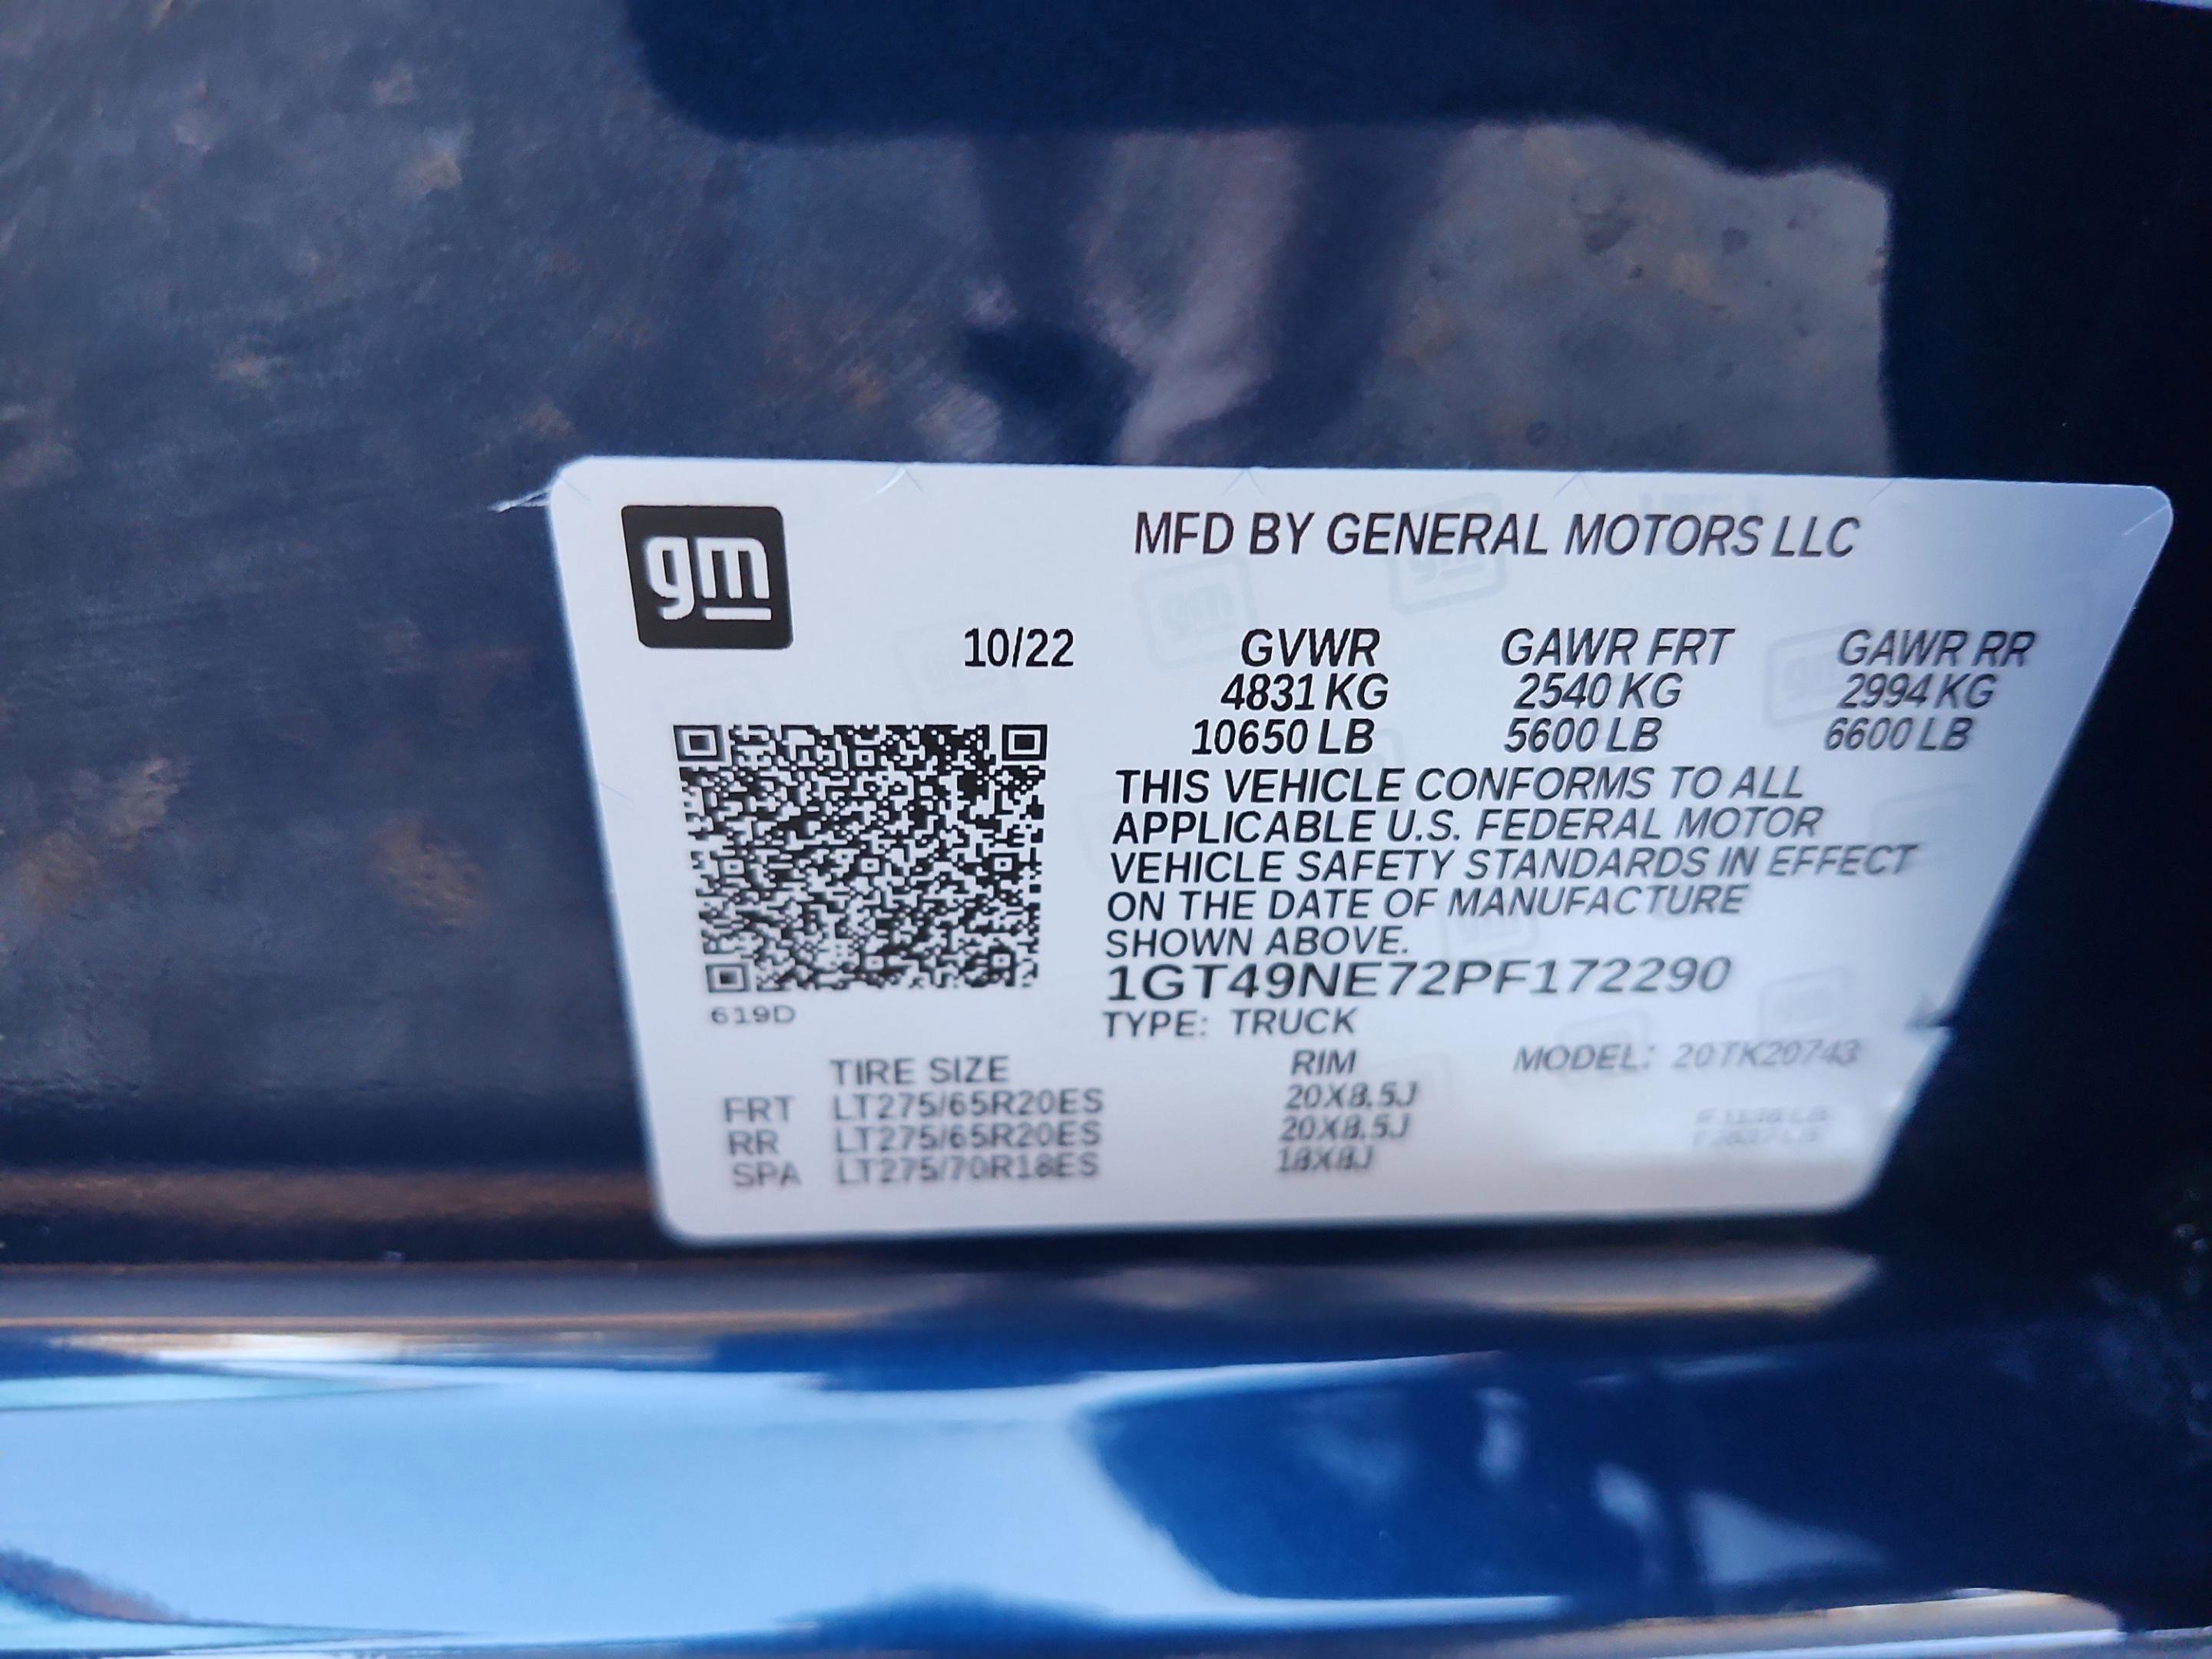 gm
MFD BY GENERAL MOTORS LLC
10/22 GVWR GAWR FRT GAWR RR
4831 KG 2540 KG 2994 KG
10650 LB 5600 LB 6600 LB
THIS VEHICLE CONFORMS TO ALL
APPLICABLE U.S. FEDERAL MOTOR
VEHICLE SAFETY STANDARDS IN EFFECT
ON THE DATE OF MANUFACTURE
SHOWN ABOVE.
1GT49NE72PF172290
619D
TYPE: TRUCK
TIRE SIZE RIM MODEL: 20TK20743
FRT LT275/65R20ES 20X8.5J
RR LT275/65R20ES 20X8.5J
SPA LT275/70R18ES 18X8J